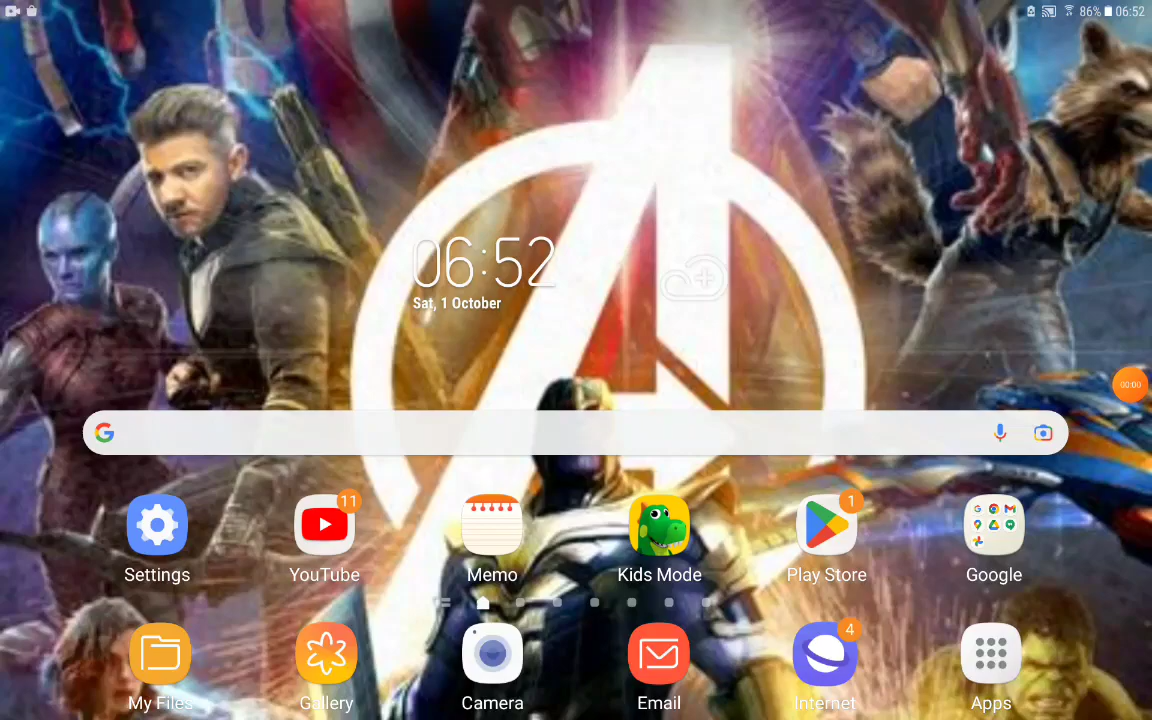 86% 06:52
06:52
Sat, 1 October
00:00
11
1
Settings
YouTube
Memo
Kids Mode
Play Store
Google
4
My Files
Gallery
Camera
Email
Internet
Apps